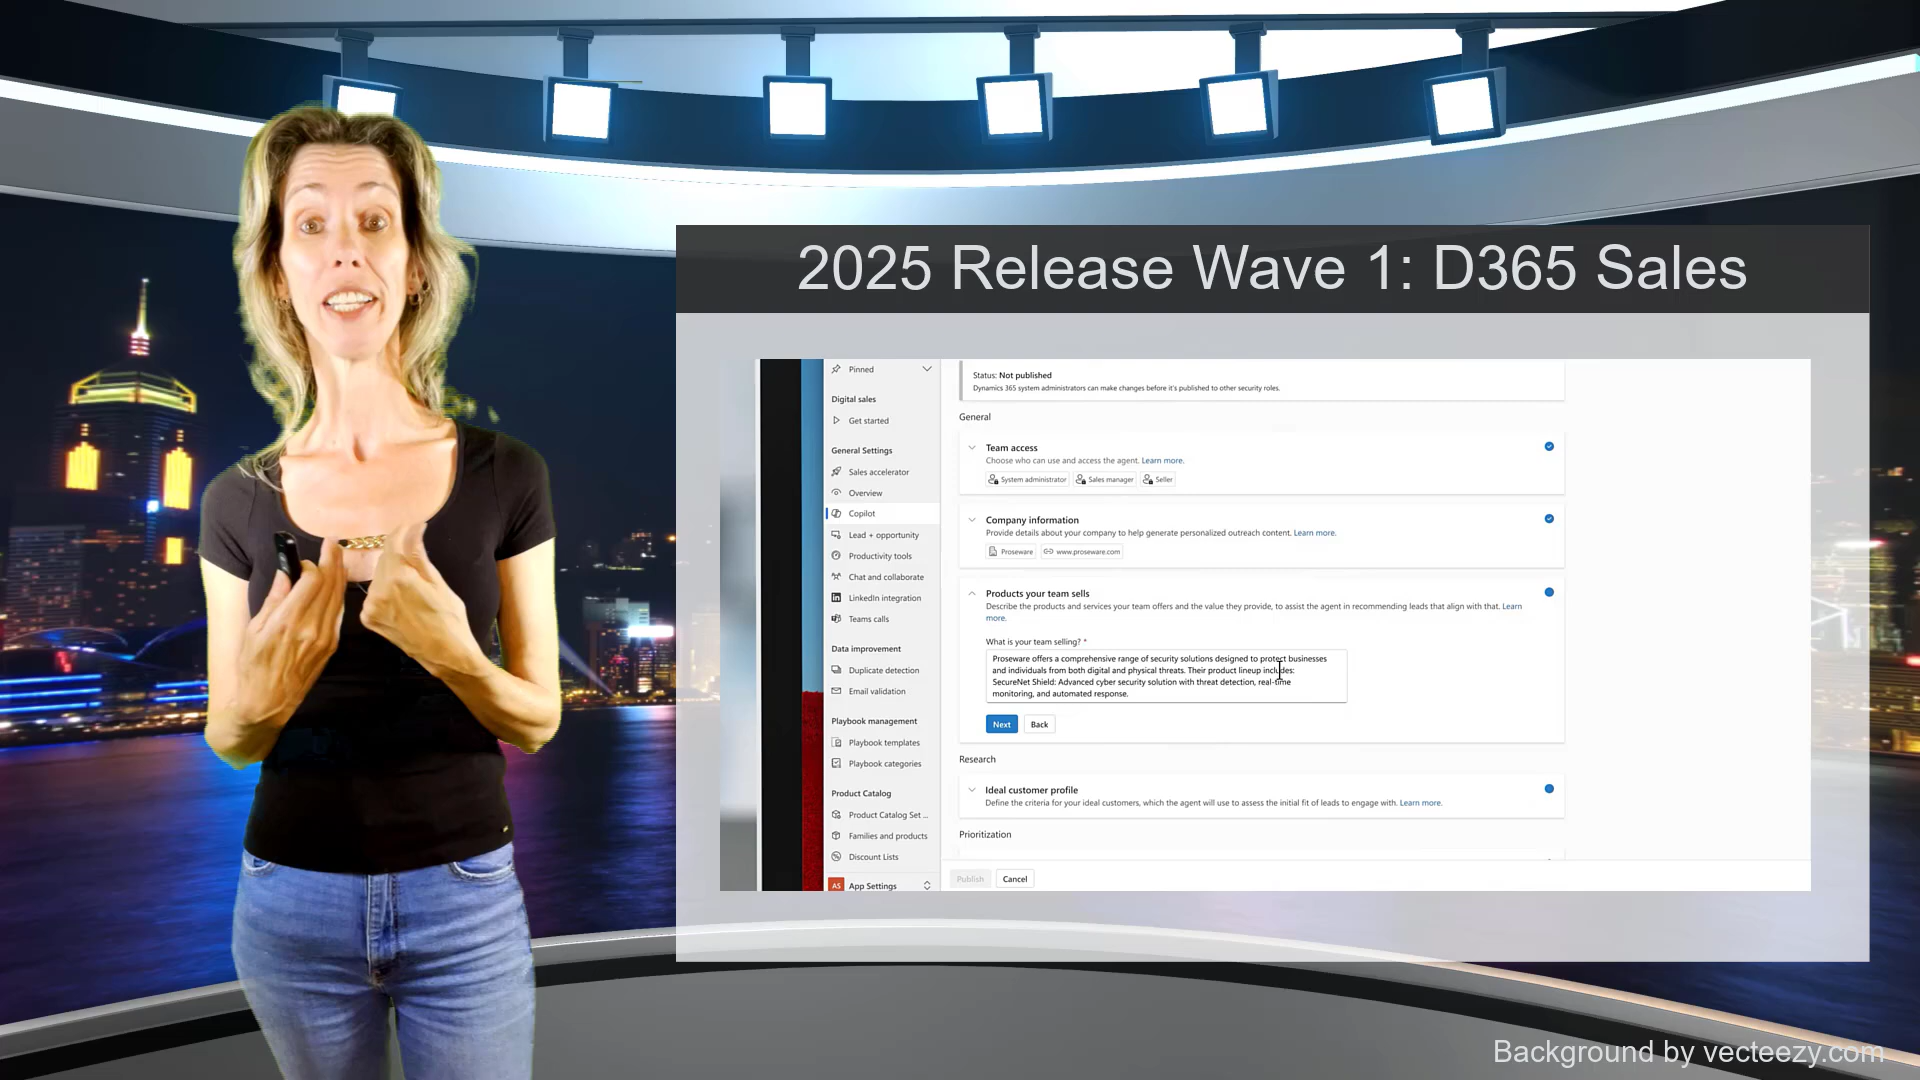 2025 Release Wave 1: D365 Sales
Pinned
Digital sales
Get started
General Settings
Sales accelerator
Overview
Copilot
Lead + opportunity
Productivity tools
Chat and collaborate
LinkedIn integration
Teams calls
Data improvement
Duplicate detection
Email validation
Playbook management
Playbook templates
Playbook categories
Product Catalog
Product Catalog Set ...
Families and products
Discount Lists
AS App Settings
Status: Not published
Dynamics 365 system administrators can make changes before it's published to other security roles.
General
Team access
Choose who can use and access the agent. Learn more.
System administrator Sales manager Seller
Company information
Provide details about your company to help generate personalized outreach content. Learn more.
Proseware www.proseware.com
Products your team sells
Describe the products and services your team offers and the value they provide, to assist the agent in recommending leads that align with that. Learn
more.
What is your team selling? *
Proseware offers a comprehensive range of security solutions designed to protect businesses
and individuals from both digital and physical threats. Their product lineup includes:
SecureNet Shield: Advanced cyber security solution with threat detection, real-time
monitoring, and automated response.
Next Back
Research
Ideal customer profile
Define the criteria for your ideal customers, which the agent will use to assess the initial fit of leads to engage with. Learn more.
Prioritization
Publish Cancel
Background by vecteezy.com